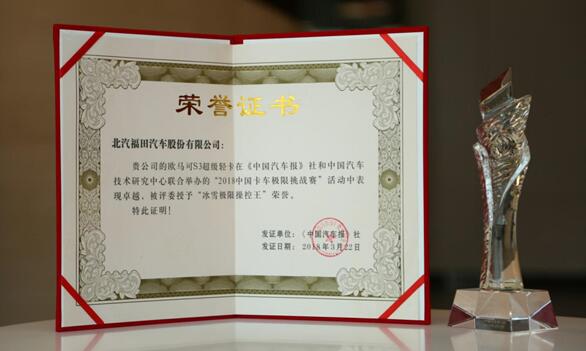 荣誉证书
北汽福田汽车股份有限公司：
贵公司的欧马可S3超级轻卡在《中国汽车报》社和中国汽车
技术研究中心联合举办的“2018中国卡车极限挑战赛”活动中表
现卓越、被评委授予“冰雪极限操控王”荣誉。
特此证明！
发证单位：《中国汽车报》社
发证日期：2018年3月22日